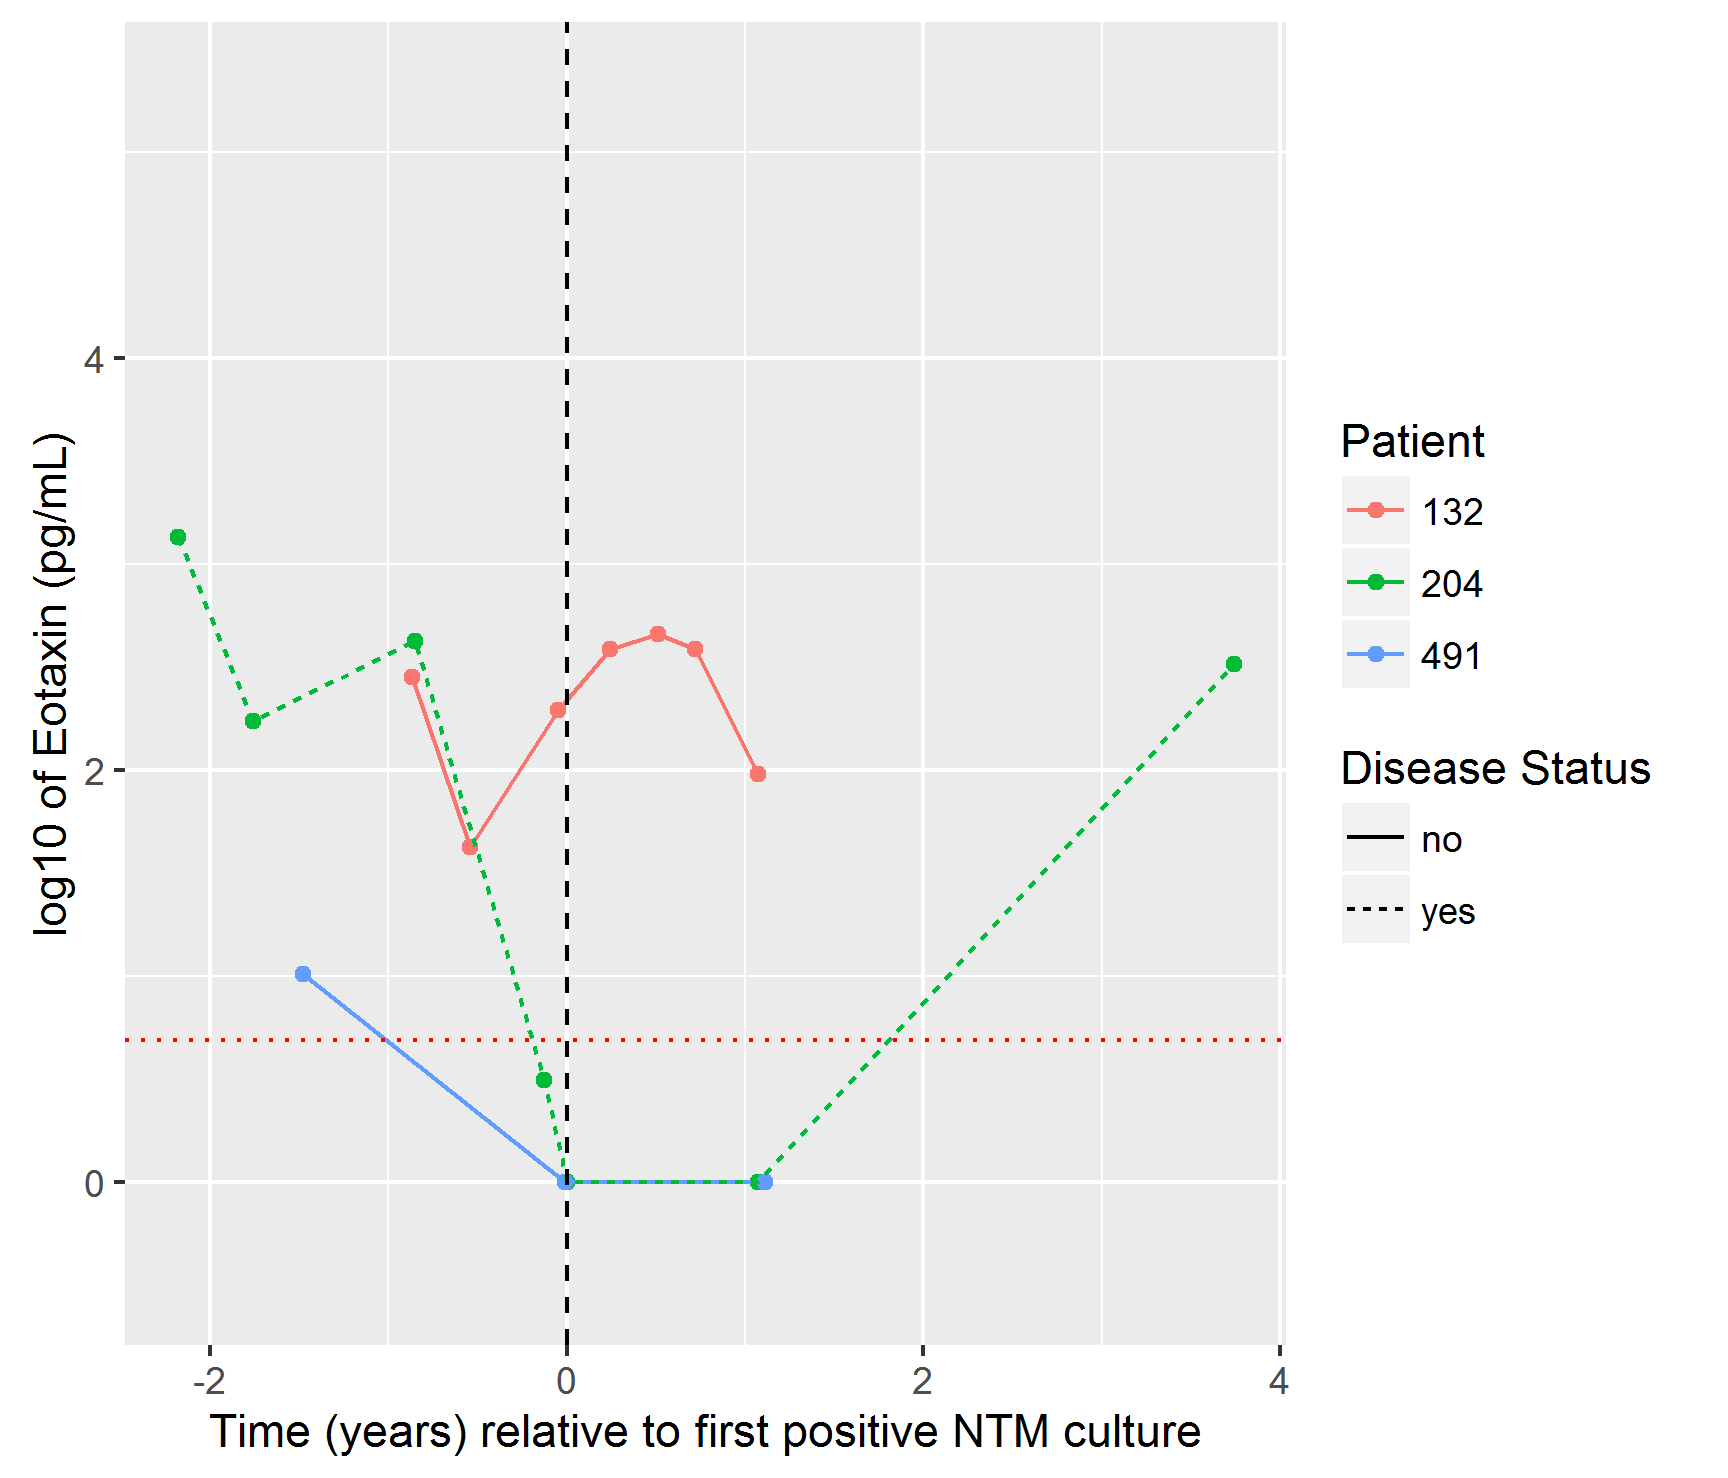 log10 of Eotaxin (pg/mL)
4
2
0
-2
0
2
4
Time (years) relative to first positive NTM culture
Patient
132
204
491
Disease Status
no
yes